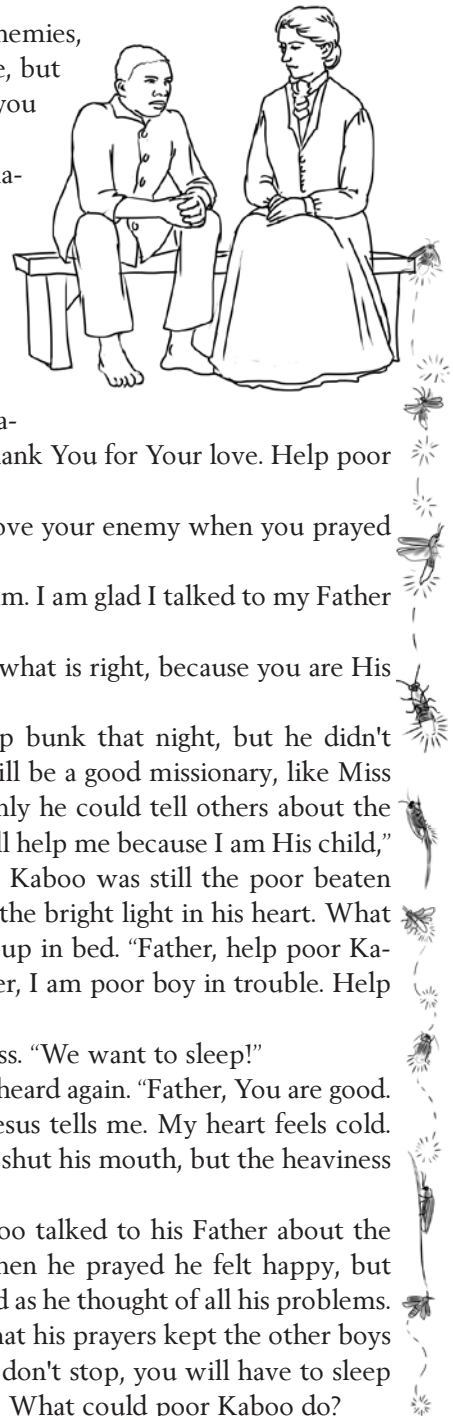 nemies,
e, but
you
a-
a-
ank You for Your love. Help poor
ove your enemy when you prayed
m. I am glad I talked to my Father
what is right, because you are His
p bunk that night, but he didn't
ill be a good missionary, like Miss
nly he could tell others about the
ll help me because I am His child,”
Kaboo was still the poor beaten
the bright light in his heart. What
up in bed. “Father, help poor Ka-
er, I am poor boy in trouble. Help
ss. “We want to sleep!”
heard again. “Father, You are good.
esus tells me. My heart feels cold.
shut his mouth, but the heaviness
oo talked to his Father about the
hen he prayed he felt happy, but
d as he thought of all his problems.
hat his prayers kept the other boys
don't stop, you will have to sleep
What could poor Kaboo do?